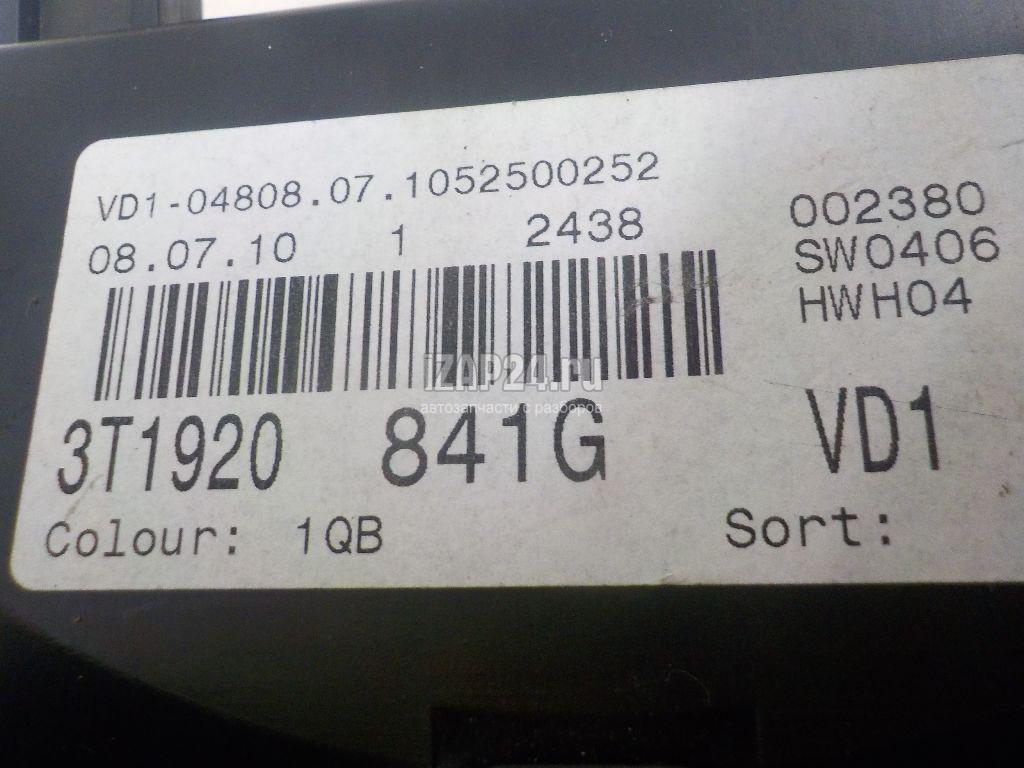 VD1-04808.07.1052500252
08.07.10 1 2438
002380
SW0406
HWH04
iZAP24.ru
автозапчасти с разборов
3T1920 841G VD1
Colour: 1QB Sort: